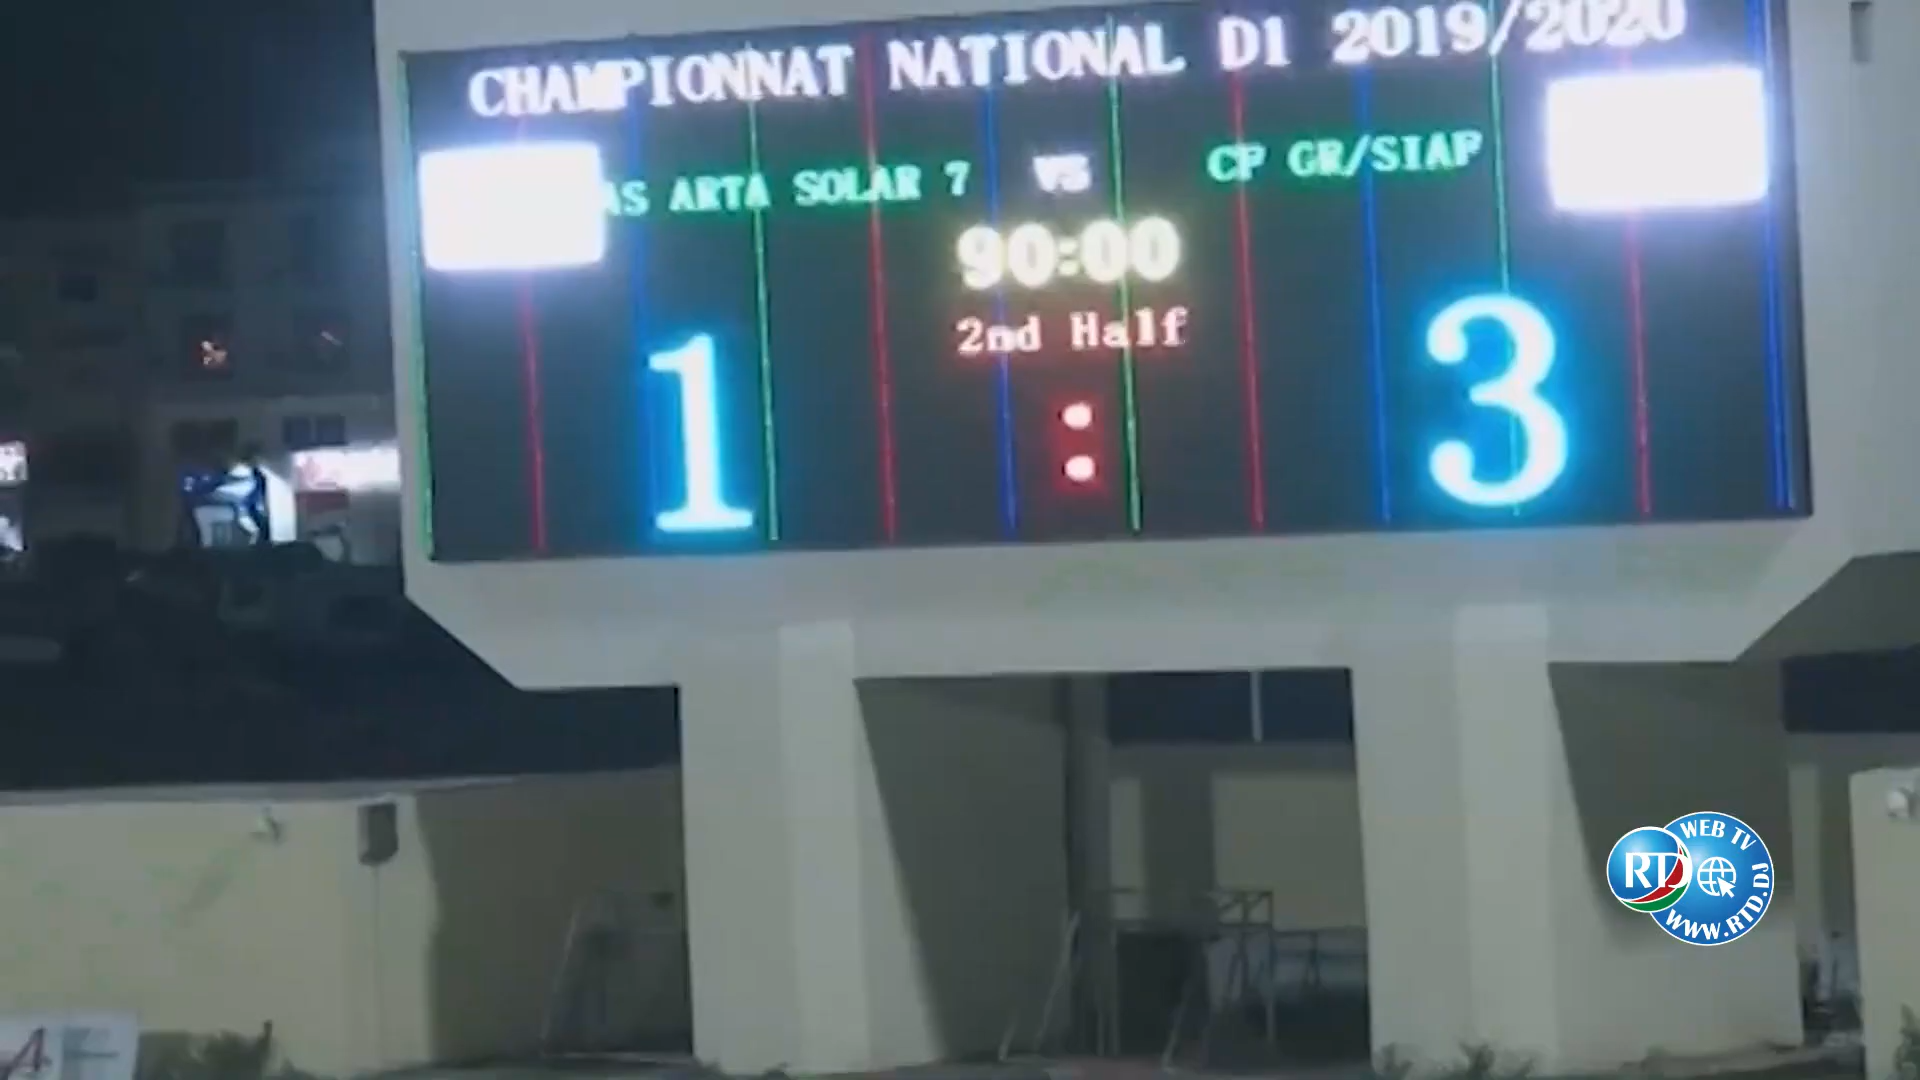 CHAMPIONNAT NATIONAL D1 2019/2020
AS ARTA SOLAR 7 VS CF GR/SIAF
90:00
2nd Half
1 : 3
WEB TV
RTD
WWW.RTD.DJ